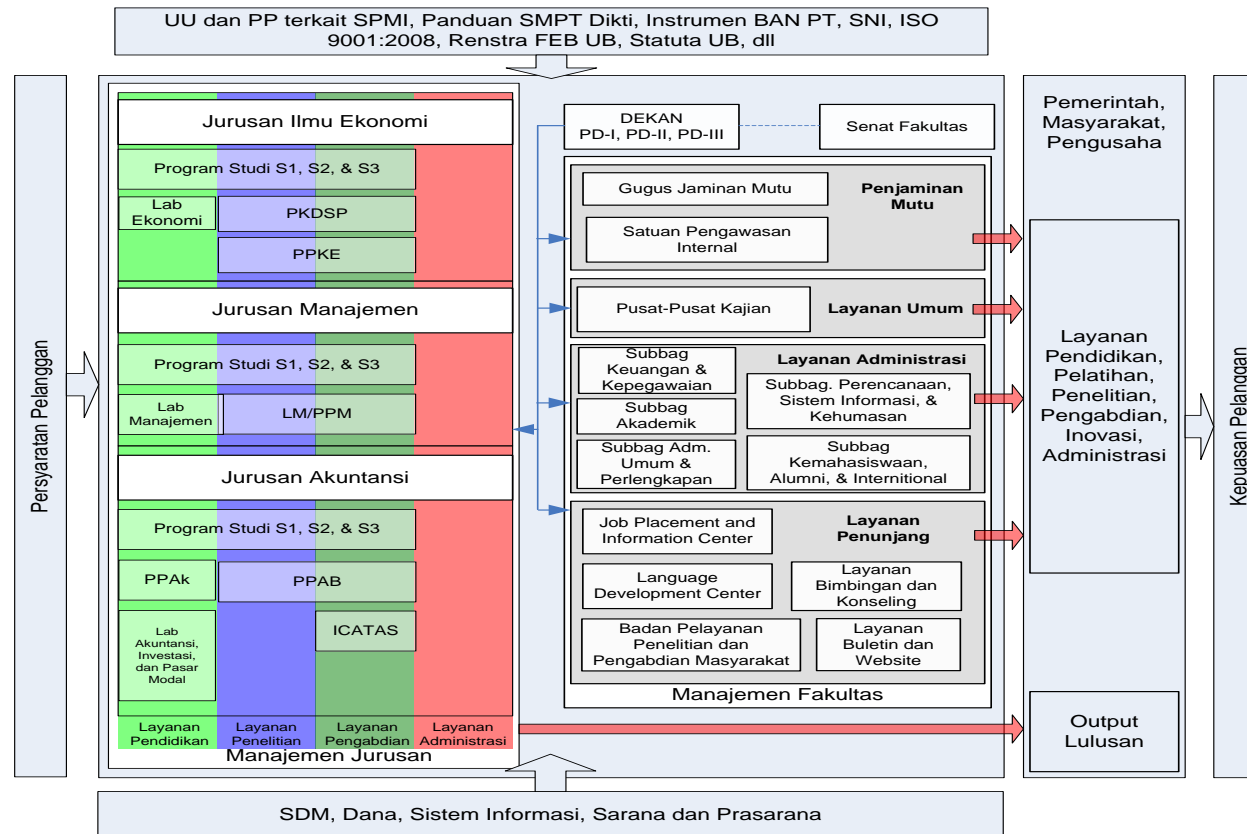 UU dan PP terkait SPMI, Panduan SMPT Dikti, Instrumen BAN PT, SNI, ISO
9001:2008, Renstra FEB UB, Statuta UB, dll
Persyaratan Pelanggan
Jurusan Ilmu Ekonomi
Program Studi S1, S2, & S3
Lab
Ekonomi
PKDSP
PPKE
Jurusan Manajemen
Program Studi S1, S2, & S3
Lab
Manajemen
LM/PPM
Jurusan Akuntansi
Program Studi S1, S2, & S3
PPAk
PPAB
Lab
Akuntansi,
Investasi,
dan Pasar
Modal
ICATAS
Layanan
Pendidikan
Layanan
Penelitian
Layanan
Pengabdian
Layanan
Administrasi
Manajemen Jurusan
DEKAN
PD-I, PD-II, PD-III
Senat Fakultas
Gugus Jaminan Mutu
Penjaminan
Mutu
Satuan Pengawasan
Internal
Pusat-Pusat Kajian
Layanan Umum
Subbag
Keuangan &
Kepegawaian
Layanan Administrasi
Subbag. Perencanaan,
Sistem Informasi, &
Kehumasan
Subbag
Akademik
Subbag Adm.
Umum &
Perlengkapan
Subbag
Kemahasiswaan,
Alumni, & Internitional
Job Placement and
Information Center
Layanan
Penunjang
Language
Development Center
Layanan
Bimbingan dan
Konseling
Badan Pelayanan
Penelitian dan
Pengabdian Masyarakat
Layanan
Buletin dan
Website
Manajemen Fakultas
Pemerintah,
Masyarakat,
Pengusaha
Layanan
Pendidikan,
Pelatihan,
Penelitian,
Pengabdian,
Inovasi,
Administrasi
Output
Lulusan
Kepuasan Pelanggan
SDM, Dana, Sistem Informasi, Sarana dan Prasarana